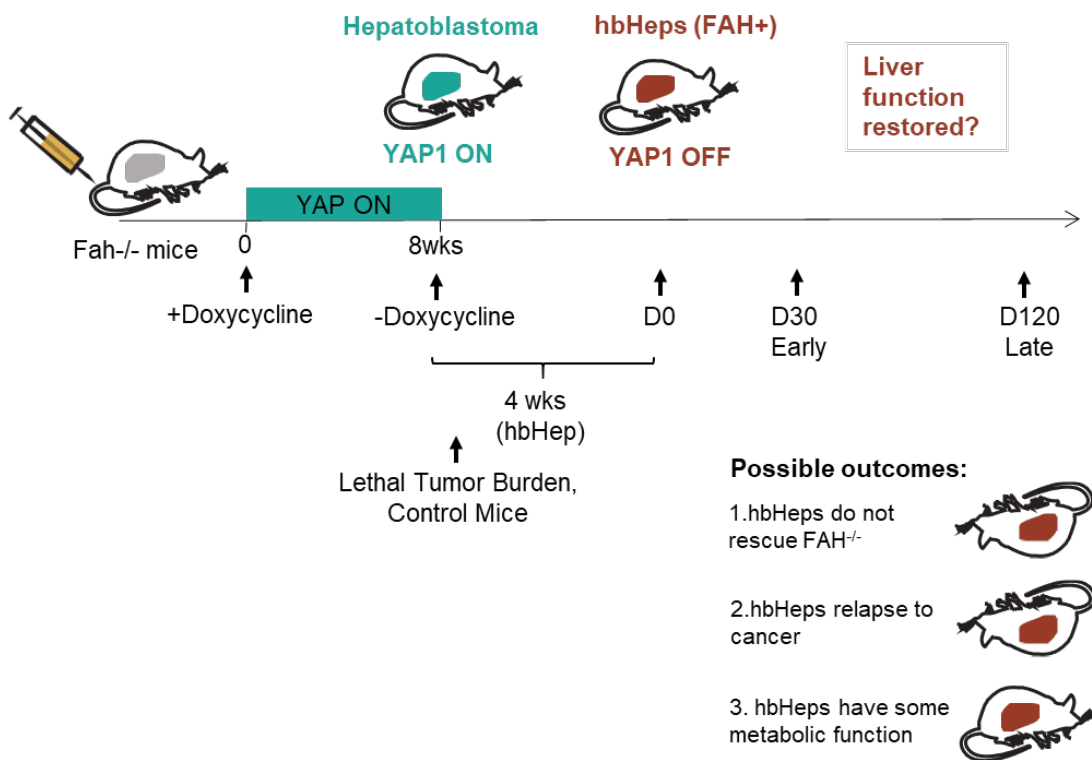 Hepatoblastoma
YAP1 ON
hbHeps (FAH+)
YAP1 OFF
Liver
function
restored?
YAP ON
Fah-/- mice
0
8wks
+Doxycycline
-Doxycycline
D0
D30
Early
D120
Late
4 wks
(hbHep)
Lethal Tumor Burden,
Control Mice
Possible outcomes:
1.hbHeps do not
rescue FAH-/-
2.hbHeps relapse to
cancer
3. hbHeps have some
metabolic function